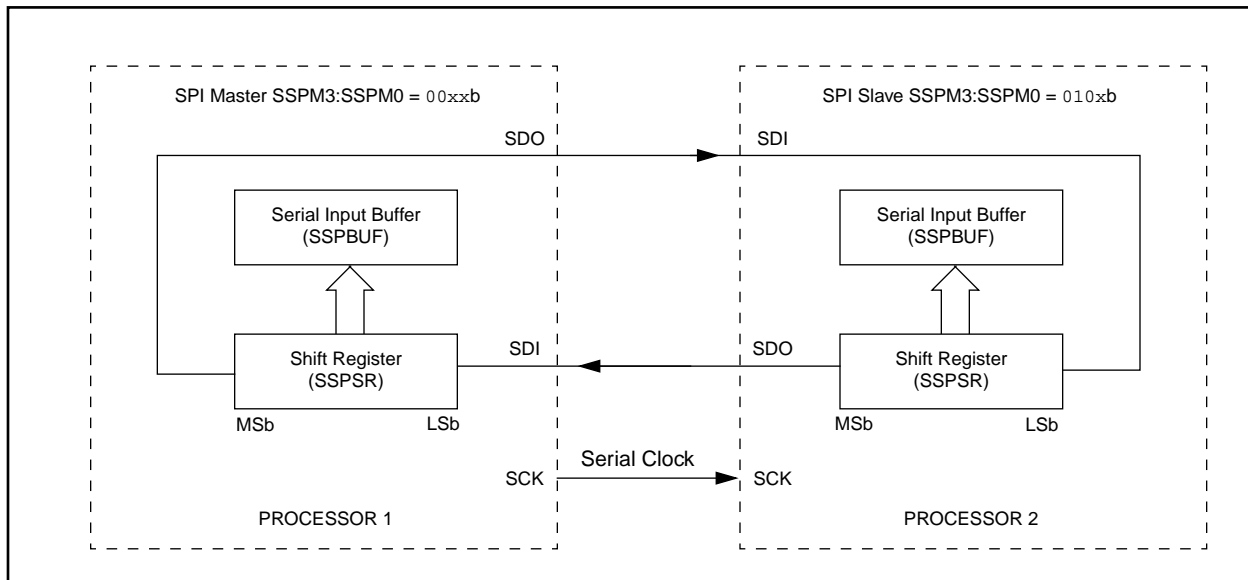 SPI Master SSPM3:SSPM0 = 00xxb
SPI Slave SSPM3:SSPM0 = 010xb
SDO
SDI
Serial Input Buffer
(SSPBUF)
Serial Input Buffer
(SSPBUF)
Shift Register
(SSPSR)
SDI
SDO
Shift Register
(SSPSR)
MSb
LSb
MSb
LSb
Serial Clock
SCK
SCK
PROCESSOR 1
PROCESSOR 2